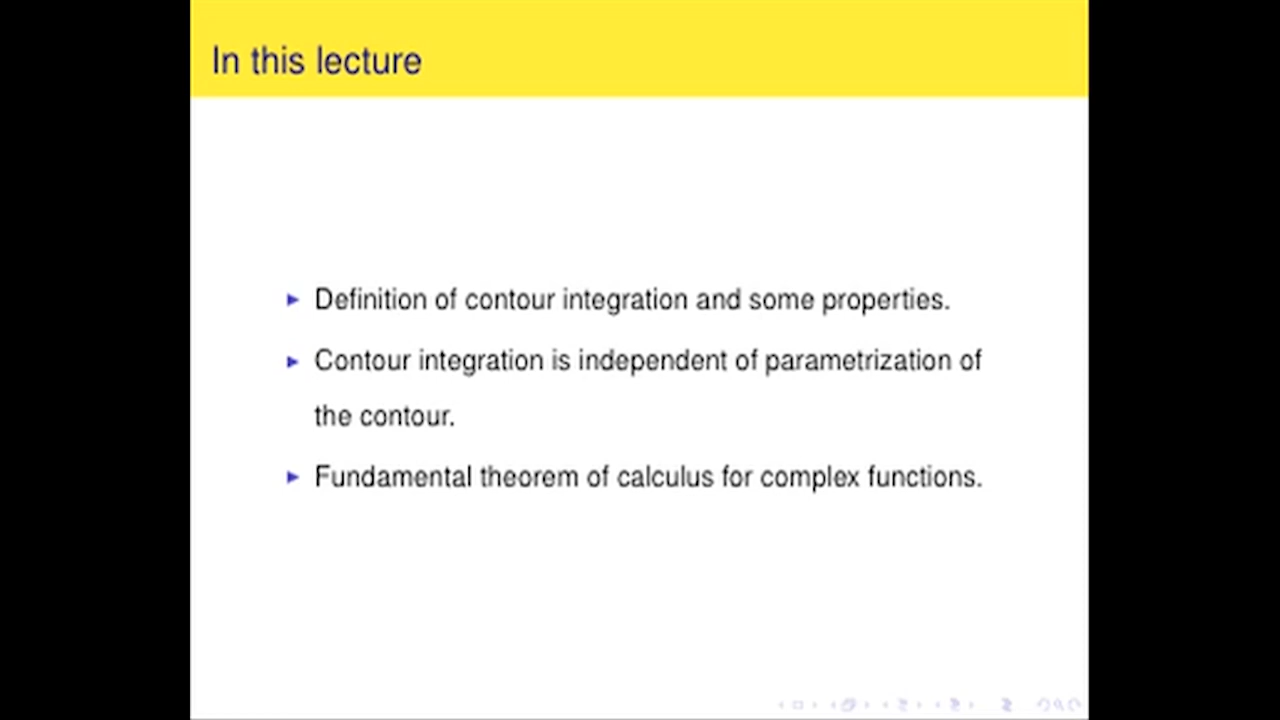 In this lecture
Definition of contour integration and some properties.
Contour integration is independent of parametrization of
the contour.
Fundamental theorem of calculus for complex functions.